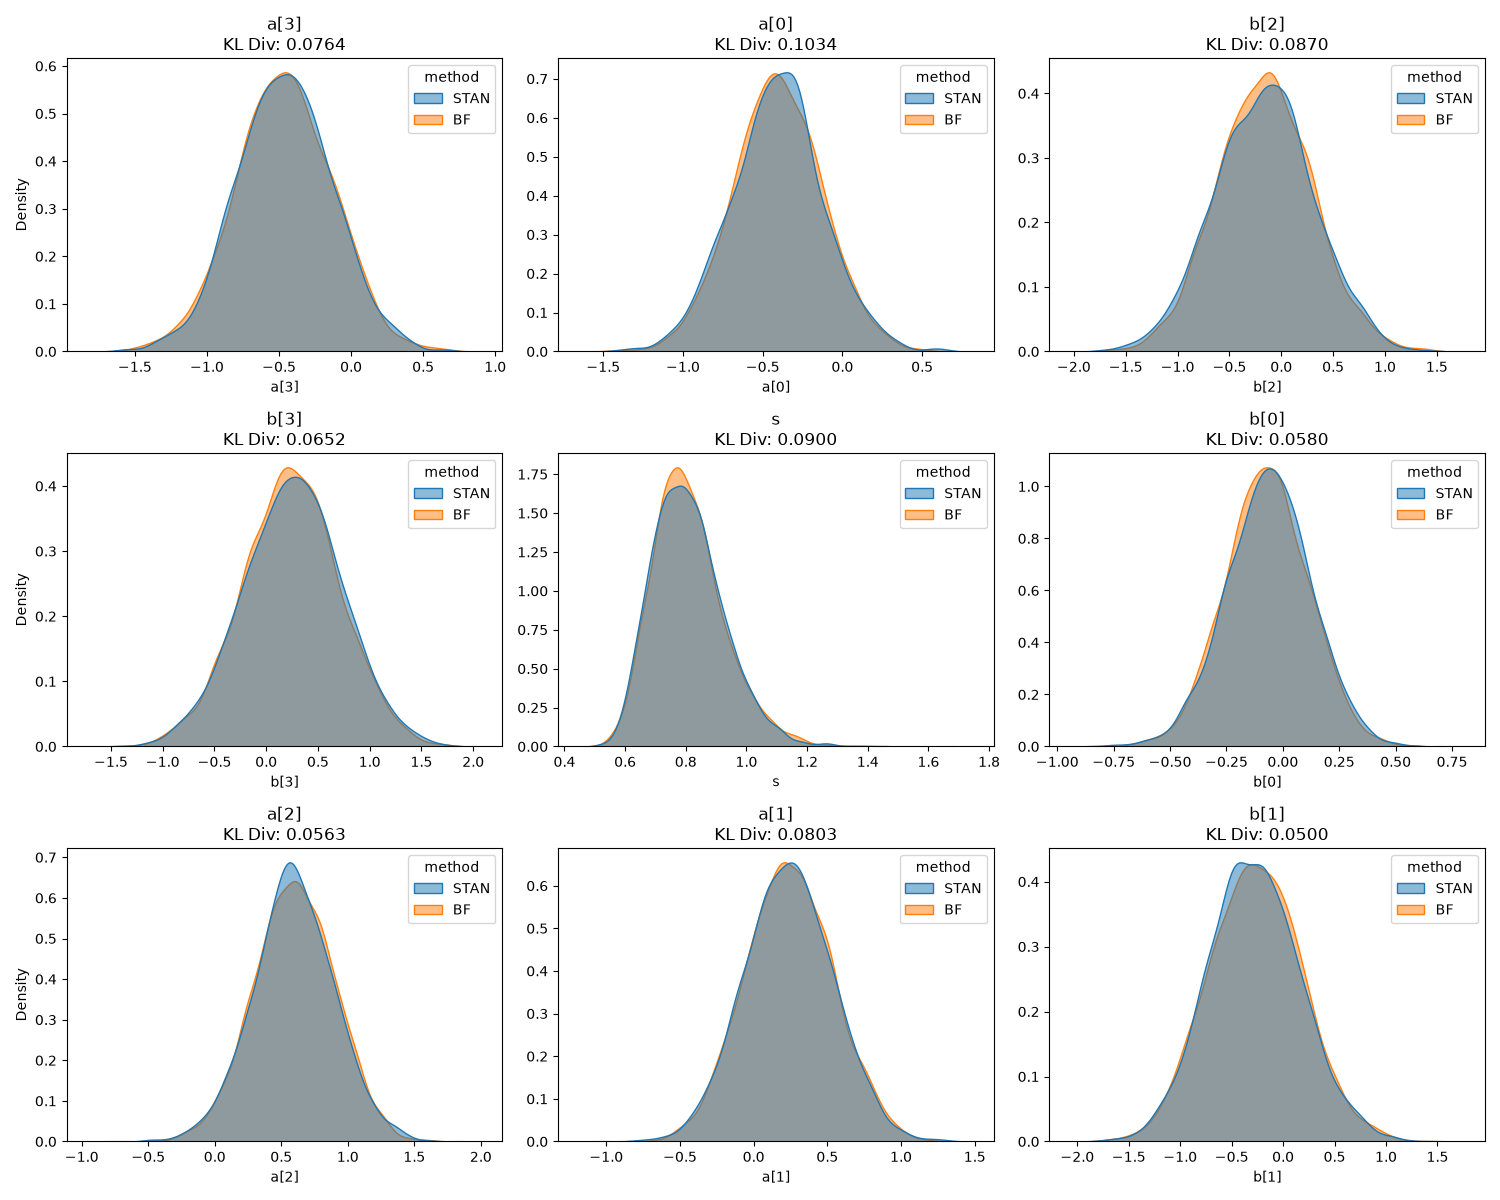 a[3]
KL Div: 0.0764
method
STAN
BF
Density
0.6
0.5
0.4
0.3
0.2
0.1
0.0
−1.5
−1.0
−0.5
0.0
0.5
1.0
a[3]
a[0]
KL Div: 0.1034
method
STAN
BF
0.7
0.6
0.5
0.4
0.3
0.2
0.1
0.0
−1.5
−1.0
−0.5
0.0
0.5
a[0]
b[2]
KL Div: 0.0870
method
STAN
BF
0.4
0.3
0.2
0.1
0.0
−2.0
−1.5
−1.0
−0.5
0.0
0.5
1.0
1.5
b[2]
b[3]
KL Div: 0.0652
method
STAN
BF
Density
0.4
0.3
0.2
0.1
0.0
−1.5
−1.0
−0.5
0.0
0.5
1.0
1.5
2.0
b[3]
s
KL Div: 0.0900
method
STAN
BF
1.75
1.50
1.25
1.00
0.75
0.50
0.25
0.00
0.4
0.6
0.8
1.0
1.2
1.4
1.6
1.8
s
b[0]
KL Div: 0.0580
method
STAN
BF
1.0
0.8
0.6
0.4
0.2
0.0
−1.00
−0.75
−0.50
−0.25
0.00
0.25
0.50
0.75
b[0]
a[2]
KL Div: 0.0563
method
STAN
BF
Density
0.7
0.6
0.5
0.4
0.3
0.2
0.1
0.0
−1.0
−0.5
0.0
0.5
1.0
1.5
2.0
a[2]
a[1]
KL Div: 0.0803
method
STAN
BF
0.6
0.5
0.4
0.3
0.2
0.1
0.0
−1.0
−0.5
0.0
0.5
1.0
1.5
a[1]
b[1]
KL Div: 0.0500
method
STAN
BF
0.4
0.3
0.2
0.1
0.0
−2.0
−1.5
−1.0
−0.5
0.0
0.5
1.0
1.5
b[1]